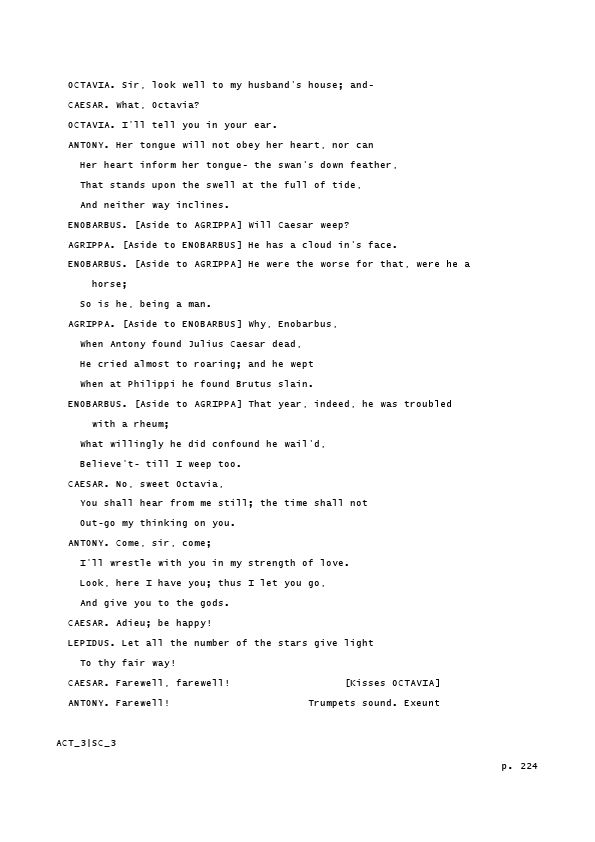 OCTAVIA. Sir, look well to my husband's house; and-
CAESAR. What, Octavia?
OCTAVIA. I'll tell you in your ear.
ANTONY. Her tongue will not obey her heart, nor can
Her heart inform her tongue- the swan's down feather,
That stands upon the swell at the full of tide,
And neither way inclines.
ENOBARBUS. [Aside to AGRIPPA] Will Caesar weep?
AGRIPPA. [Aside to ENOBARBUS] He has a cloud in's face.
ENOBARBUS. [Aside to AGRIPPA] He were the worse for that, were he a
horse;
So is he, being a man.
AGRIPPA. [Aside to ENOBARBUS] Why, Enobarbus,
When Antony found Julius Caesar dead,
He cried almost to roaring; and he wept
When at Philippi he found Brutus slain.
ENOBARBUS. [Aside to AGRIPPA] That year, indeed, he was troubled
with a rheum;
What willingly he did confound he wail'd,
Believe't- till I weep too.
CAESAR. No, sweet Octavia,
You shall hear from me still; the time shall not
Out-go my thinking on you.
ANTONY. Come, sir, come;
I'll wrestle with you in my strength of love.
Look, here I have you; thus I let you go,
And give you to the gods.
CAESAR. Adieu; be happy!
LEPIDUS. Let all the number of the stars give light
To thy fair way!
CAESAR. Farewell, farewell! [Kisses OCTAVIA]
ANTONY. Farewell! Trumpets sound. Exeunt
ACT_3|SC_3
p. 224